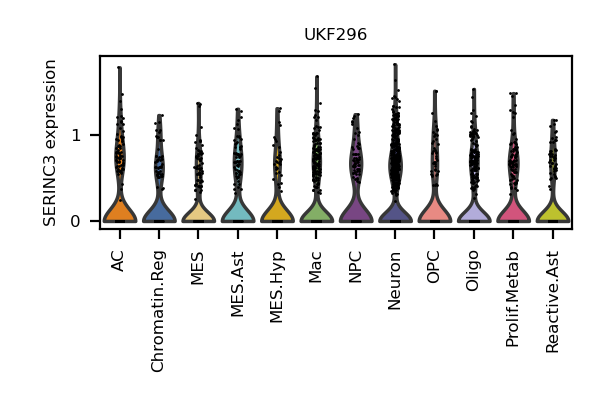 UKF296
SERINC3 expression
1
0
AC
Chromatin.Reg
MES
MES.Ast
MES.Hyp
Mac
NPC
Neuron
OPC
Oligo
Prolif.Metab
Reactive.Ast